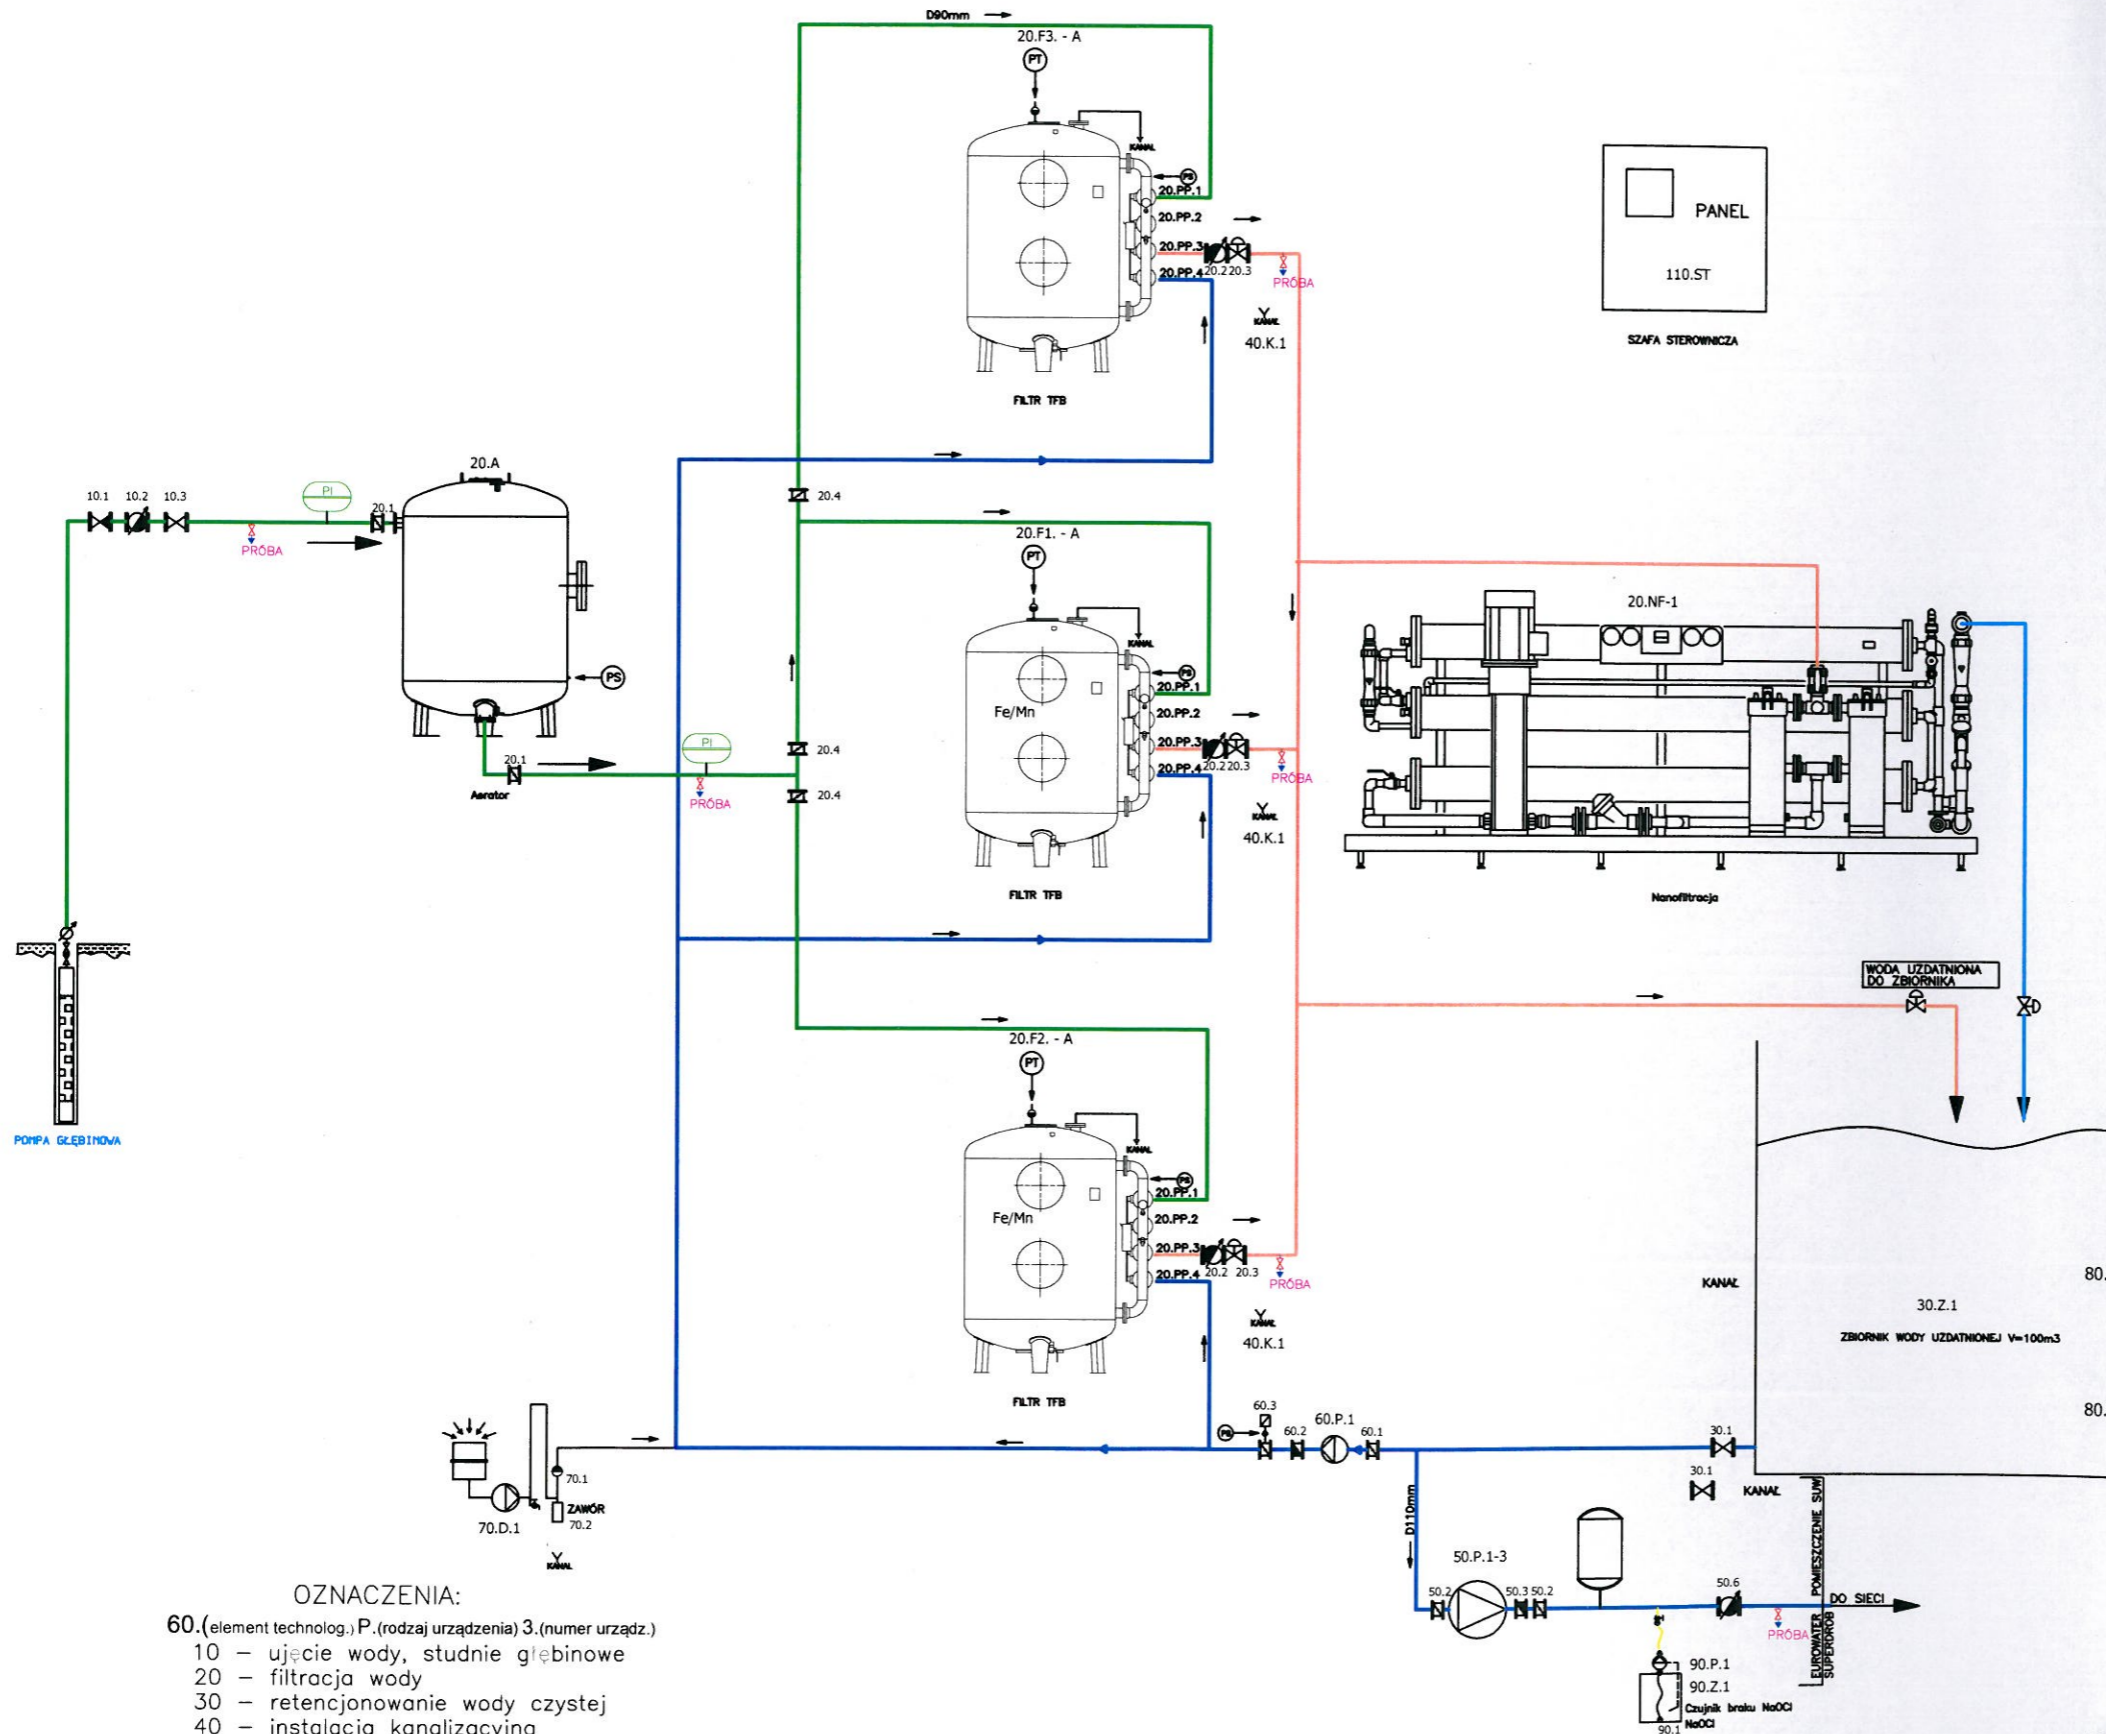 D90mm
20.F3. - A
PT
KANAŁ
PS
20.PP.1
20.PP.2
20.PP.3
20.PP.4
20.2 20.3
PRÓBA
KANAŁ
40.K.1
FILTR TFB
PANEL
110.ST
SZAFA STEROWNICZA
10.1
10.2
10.3
PI
PRÓBA
20.1
20.A
PS
20.1
Aerator
PI
PRÓBA
20.4
20.4
20.4
20.F1. - A
PT
KANAŁ
PS
Fe/Mn
20.PP.1
20.PP.2
20.PP.3
20.PP.4
20.2 20.3
PRÓBA
KANAŁ
40.K.1
FILTR TFB
20.NF-1
Nanofiltracja
WODA UZDATNIONA
DO ZBIORNIKA
POMPA GŁĘBINOWA
20.F2. - A
PT
KANAŁ
PS
Fe/Mn
20.PP.1
20.PP.2
20.PP.3
20.PP.4
20.2 20.3
PRÓBA
KANAŁ
40.K.1
FILTR TFB
KANAŁ
80.
30.Z.1
ZBIORNIK WODY UZDATNIONEJ V=100m3
80.
60.3
PS
60.2
60.P.1
60.1
30.1
30.1
KANAŁ
70.D.1
70.1
ZAWÓR
70.2
KANAŁ
D110mm
50.P.1-3
50.2
50.3 50.2
50.6
PRÓBA
POMIESZCZENIE SUW
EUROWATER
SUPERDROB
DO SIECI
90.P.1
90.Z.1
Czujnik braku NaOCl
NaOCl
90.1
OZNACZENIA:
60.(element technolog.) P.(rodzaj urządzenia) 3.(numer urządz.)
10 – ujęcie wody, studnie głębinowe
20 – filtracja wody
30 – retencjonowanie wody czystej
40 – instalacja kanalizacyjna